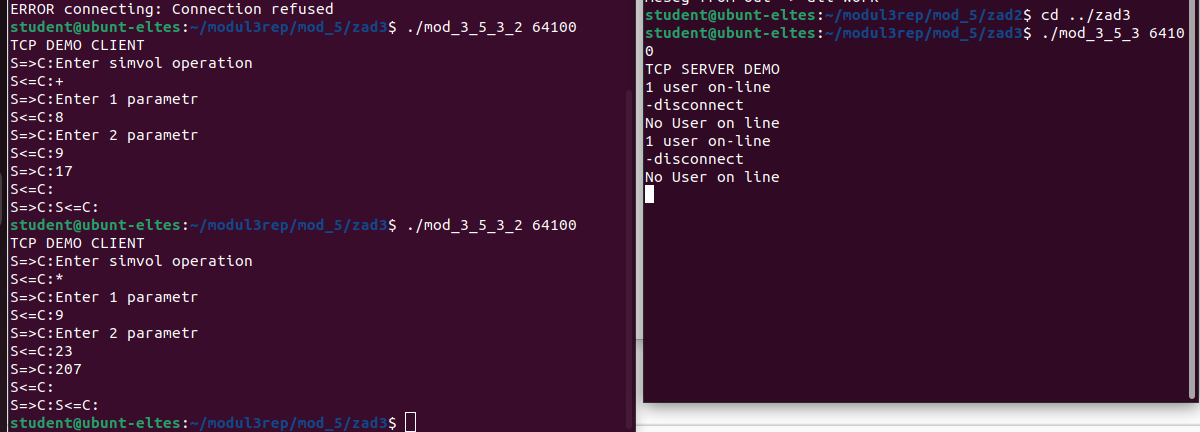 ERROR connecting: Connection refused
student@ubunt-eltes:~/modul3rep/mod_5/zad3$ ./mod_3_5_3_2 64100
TCP DEMO CLIENT
S=>C:Enter simvol operation
S<=C:+
S=>C:Enter 1 parametr
S<=C:8
S=>C:Enter 2 parametr
S<=C:9
S=>C:17
S<=C:
S=>C:S<=C:
student@ubunt-eltes:~/modul3rep/mod_5/zad3$ ./mod_3_5_3_2 64100
TCP DEMO CLIENT
S=>C:Enter simvol operation
S<=C:*
S=>C:Enter 1 parametr
S<=C:9
S=>C:Enter 2 parametr
S<=C:23
S=>C:207
S<=C:
S=>C:S<=C:
student@ubunt-eltes:~/modul3rep/mod_5/zad3$
student@ubunt-eltes:~/modul3rep/mod_5/zad2$ cd ../zad3
student@ubunt-eltes:~/modul3rep/mod_5/zad3$ ./mod_3_5_3 6410
0
TCP SERVER DEMO
1 user on-line
-disconnect
No User on line
1 user on-line
-disconnect
No User on line